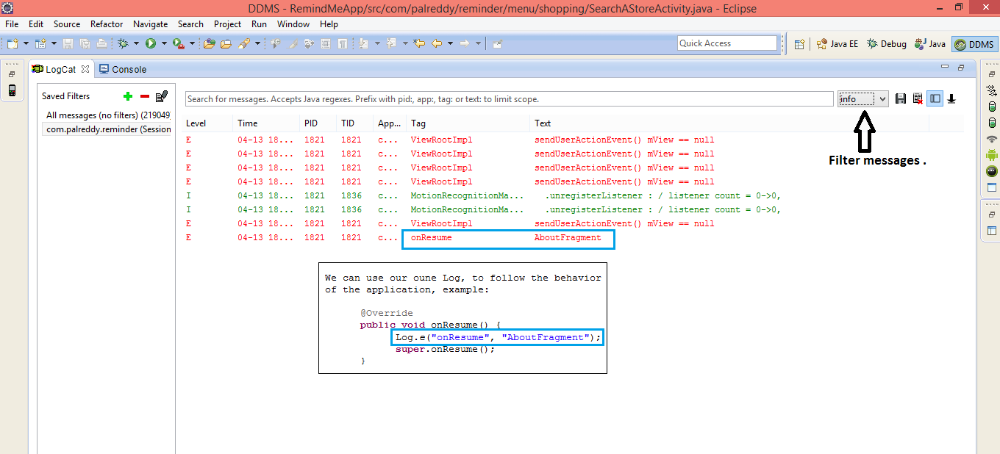 DDMS - RemindMeApp/src/com/palreddy/reminder/menu/shopping/SearchAStoreActivity.java - Eclipse
File Edit Source Refactor Navigate Search Project Run Window Help
Quick Access Java EE Debug Java DDMS
LogCat Console
Saved Filters
All messages (no filters) (219049)
com.palreddy.reminder (Session
Search for messages. Accepts Java regexes. Prefix with pid:, app:, tag: or text: to limit scope.
info
Level Time PID TID App... Tag Text
E 04-13 18... 1821 1821 c... ViewRootImpl sendUserActionEvent() mView == null
E 04-13 18... 1821 1821 c... ViewRootImpl sendUserActionEvent() mView == null
E 04-13 18... 1821 1821 c... ViewRootImpl sendUserActionEvent() mView == null
E 04-13 18... 1821 1821 c... ViewRootImpl sendUserActionEvent() mView == null
I 04-13 18... 1821 1836 c... MotionRecognitionMa... .unregisterListener : / listener count = 0->0,
I 04-13 18... 1821 1836 c... MotionRecognitionMa... .unregisterListener : / listener count = 0->0,
E 04-13 18... 1821 1821 c... ViewRootImpl sendUserActionEvent() mView == null
E 04-13 18... 1821 1821 c... onResume AboutFragment
Filter messages .
We can use our oune Log, to follow the behavior
of the application, example:
@Override
public void onResume() {
Log.e("onResume", "AboutFragment");
super.onResume();
}